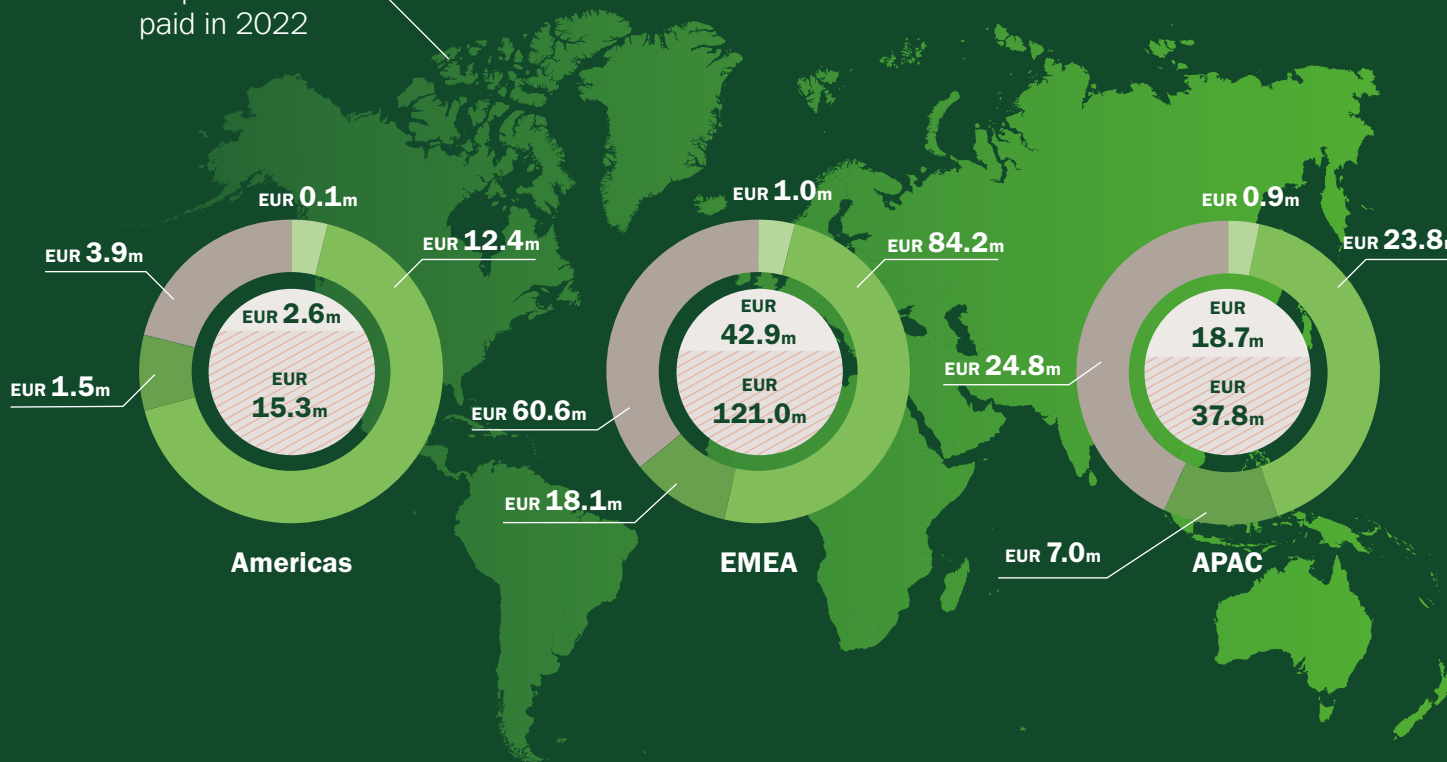 paid in 2022
EUR 0.1m
EUR 12.4m
EUR 3.9m
EUR 2.6m
EUR
15.3m
EUR 1.5m
Americas
EUR 1.0m
EUR 84.2m
EUR
42.9m
EUR
121.0m
EUR 60.6m
EUR 18.1m
EMEA
EUR 0.9m
EUR 23.8
EUR
18.7m
EUR
37.8m
EUR 24.8m
EUR 7.0m
APAC